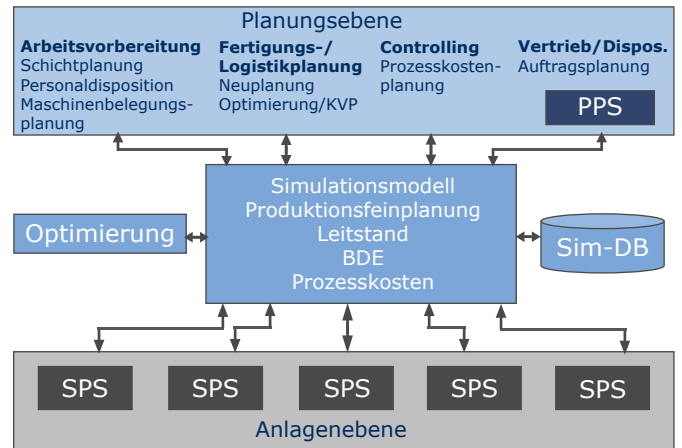 Planungsebene
Arbeitsvorbereitung
Schichtplanung
Personaldisposition
Maschinenbelegungs-
planung
Fertigungs-/
Logistikplanung
Neuplanung
Optimierung/KVP
Controlling
Prozesskosten-
planung
Vertrieb/Dispos.
Auftragsplanung
PPS
Simulationsmodell
Produktionsfeinplanung
Leitstand
BDE
Prozesskosten
Optimierung
Sim-DB
SPS
SPS
SPS
SPS
SPS
Anlagenebene